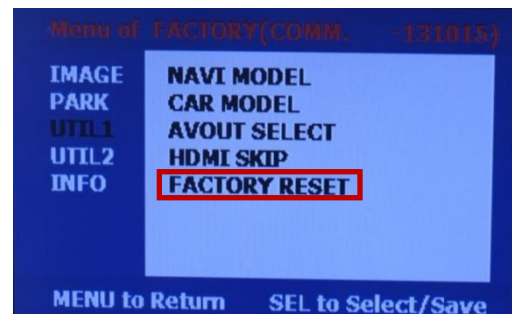 Menu of FACTORY(COMM. -131015)
IMAGE
PARK
UTIL1
UTIL2
INFO
NAVI MODEL
CAR MODEL
AVOUT SELECT
HDMI SKIP
FACTORY RESET
MENU to Return SEL to Select/Save